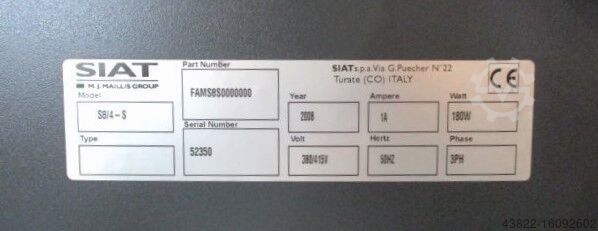 SIAT
M.J. MAILLIS GROUP
Model
S8/4-S
Type
Part Number
FAMS8S0000000
Serial Number
52350
SIAT s.p.a. Via G. Puecher N°22
Turate (CO) ITALY
CE
Year
Ampere
Watt
2008
1A
180W
Volt
Hertz
Phase
380/415V
50HZ
3PH
43822-16092602